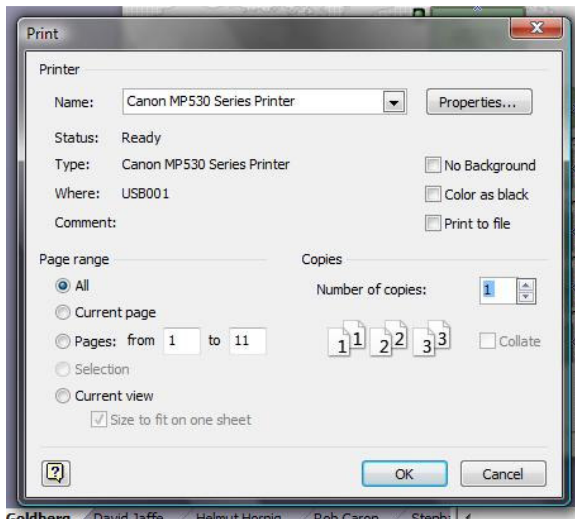 Print
Printer
Name: Canon MP530 Series Printer Properties...
Status: Ready
Type: Canon MP530 Series Printer No Background
Where: USB001 Color as black
Comment: Print to file
Page range Copies
All Number of copies: 1
Current page
Pages: from 1 to 11 1 1 2 2 3 3 Collate
Selection
Current view
Size to fit on one sheet
? OK Cancel
Goldberg David Jaffe Helmut Hornig Rob Caron Steph